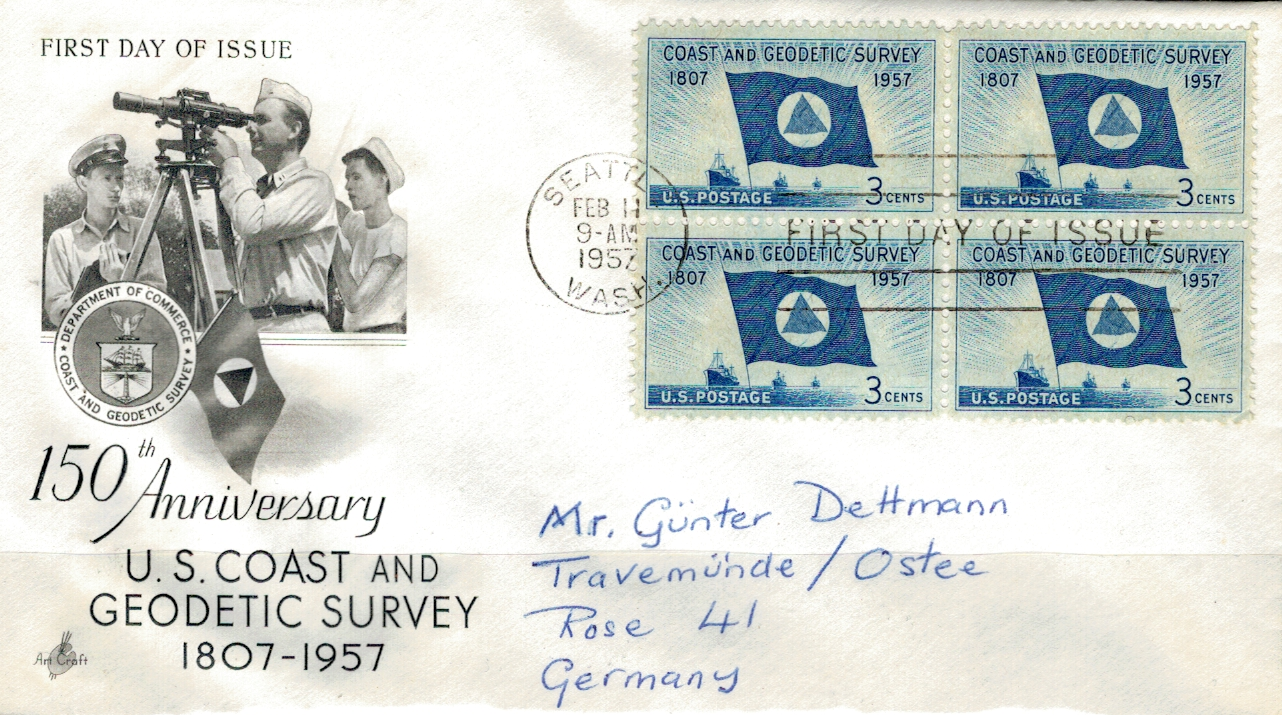 FIRST DAY OF ISSUE
DEPARTMENT OF COMMERCE
COAST AND GEODETIC SURVEY
150th Anniversary
U.S. COAST AND
GEODETIC SURVEY
1807-1957
Art Craft
SEATTLE
FEB 11
9-AM
1957
WASH.
FIRST DAY OF ISSUE
COAST AND GEODETIC SURVEY
1807 1957
U.S. POSTAGE 3 CENTS
COAST AND GEODETIC SURVEY
1807 1957
U.S. POSTAGE 3 CENTS
COAST AND GEODETIC SURVEY
1807 1957
U.S. POSTAGE 3 CENTS
COAST AND GEODETIC SURVEY
1807 1957
U.S. POSTAGE 3 CENTS
Mr. Günter Dettmann
Travemünde / Ostee
Rose 41
Germany